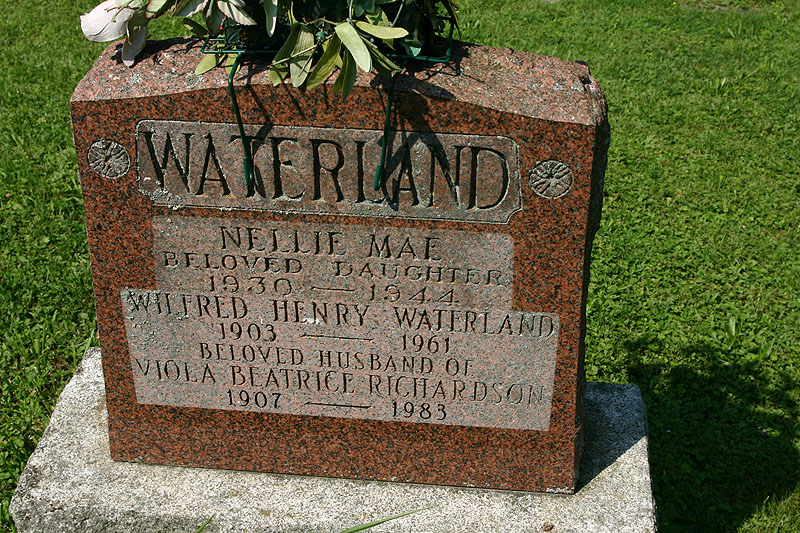 WATERLAND
NELLIE MAE
BELOVED DAUGHTER
1930 — 1944
WILFRED HENRY WATERLAND
1903 — 1961
BELOVED HUSBAND OF
VIOLA BEATRICE RICHARDSON
1907 — 1983